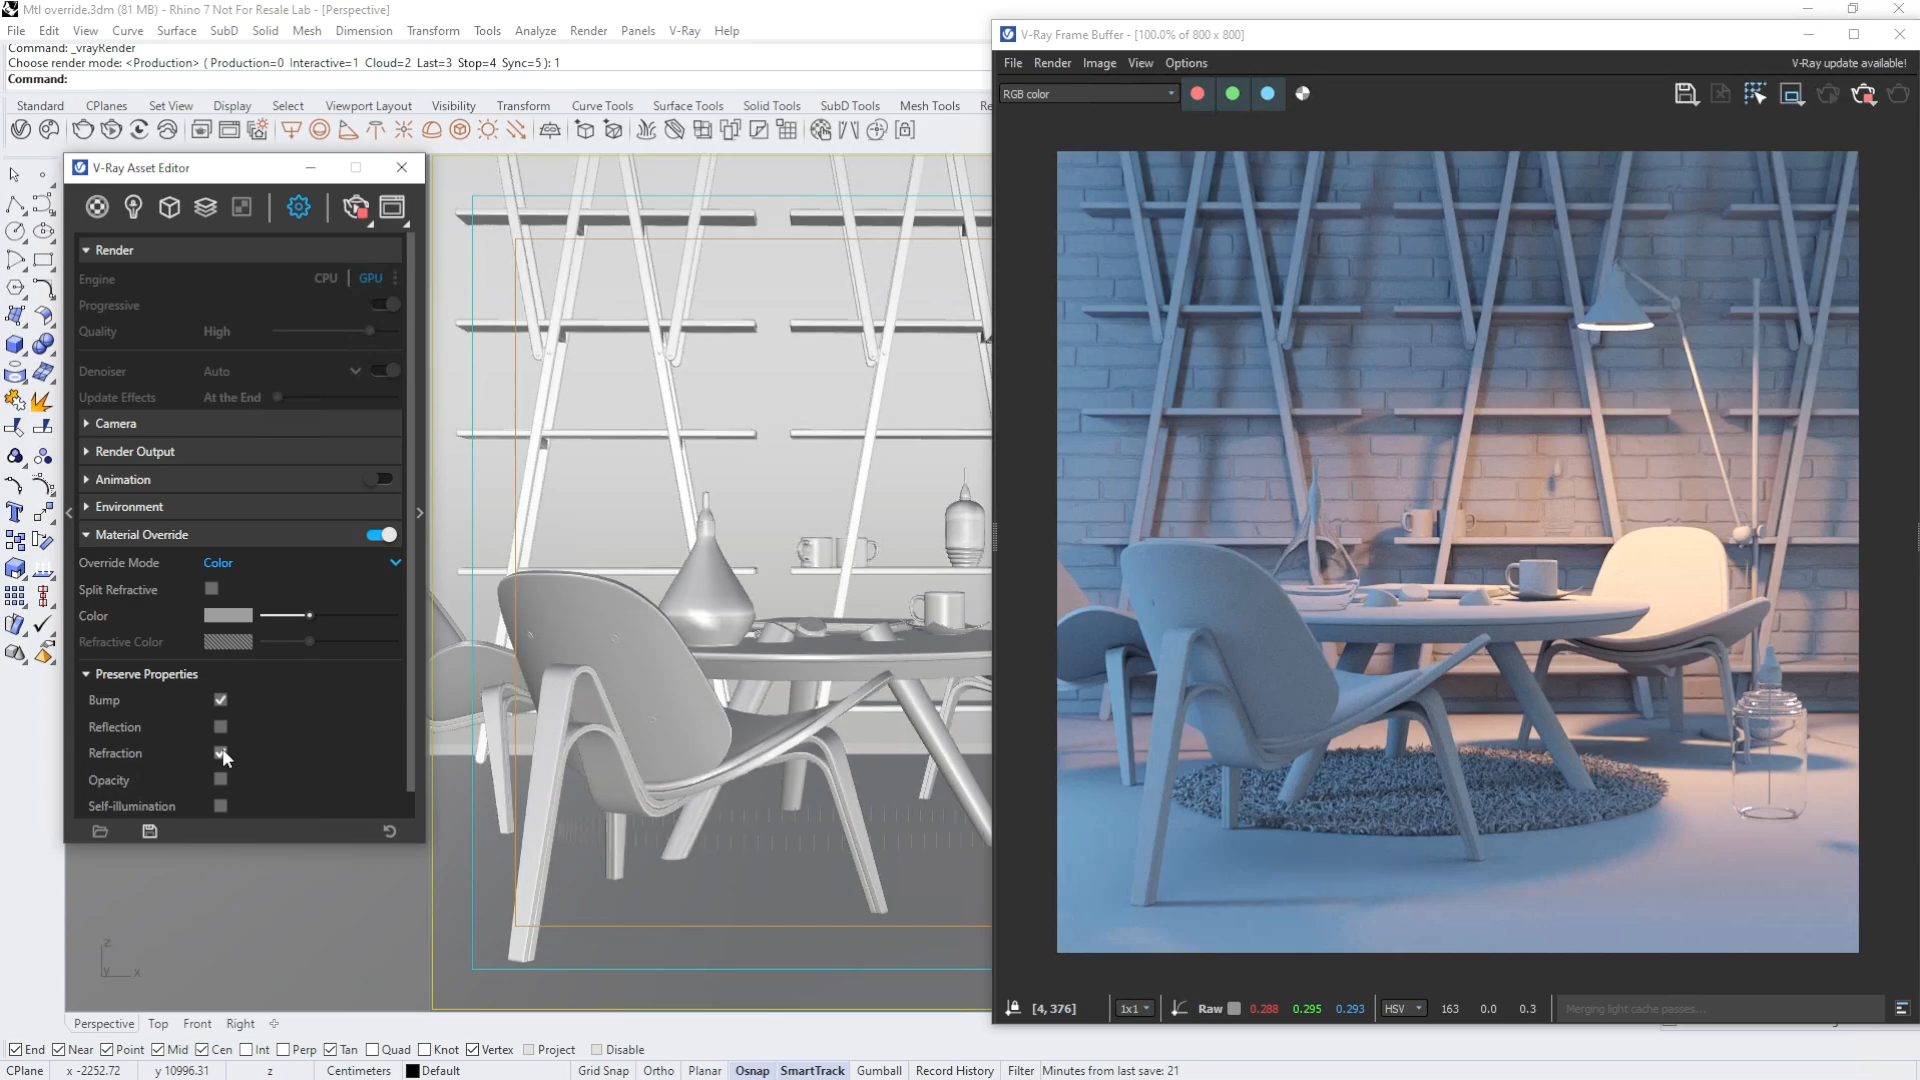 Mtl override.3dm (81 MB) - Rhino 7 Not For Resale Lab - [Perspective]
File Edit View Curve Surface SubD Solid Mesh Dimension Transform Tools Analyze Render Panels V-Ray Help
Command: _vrayRender
Choose render mode: <Production> ( Production=0 Interactive=1 Cloud=2 Last=3 Stop=4 Sync=5 ): 1
Command:
Standard CPlanes Set View Display Select Viewport Layout Visibility Transform Curve Tools Surface Tools Solid Tools SubD Tools Mesh Tools Re
V-Ray Asset Editor
Render
Engine CPU | GPU
Progressive
Quality High
Denoiser Auto
Update Effects At the End
Camera
Render Output
Animation
Environment
Material Override
Override Mode Color
Split Refractive
Color
Refractive Color
Preserve Properties
Bump
Reflection
Refraction
Opacity
Self-illumination
z
y x
V-Ray Frame Buffer - [100.0% of 800 x 800]
File Render Image View Options V-Ray update available!
RGB color
[4, 376] 1x1 Raw 0.288 0.295 0.293 HSV 163 0.0 0.3 Merging light cache passes...
Perspective Top Front Right
End Near Point Mid Cen Int Perp Tan Quad Knot Vertex Project Disable
CPlane x -2252.72 y 10996.31 z Centimeters Default Grid Snap Ortho Planar Osnap SmartTrack Gumball Record History Filter Minutes from last save: 21